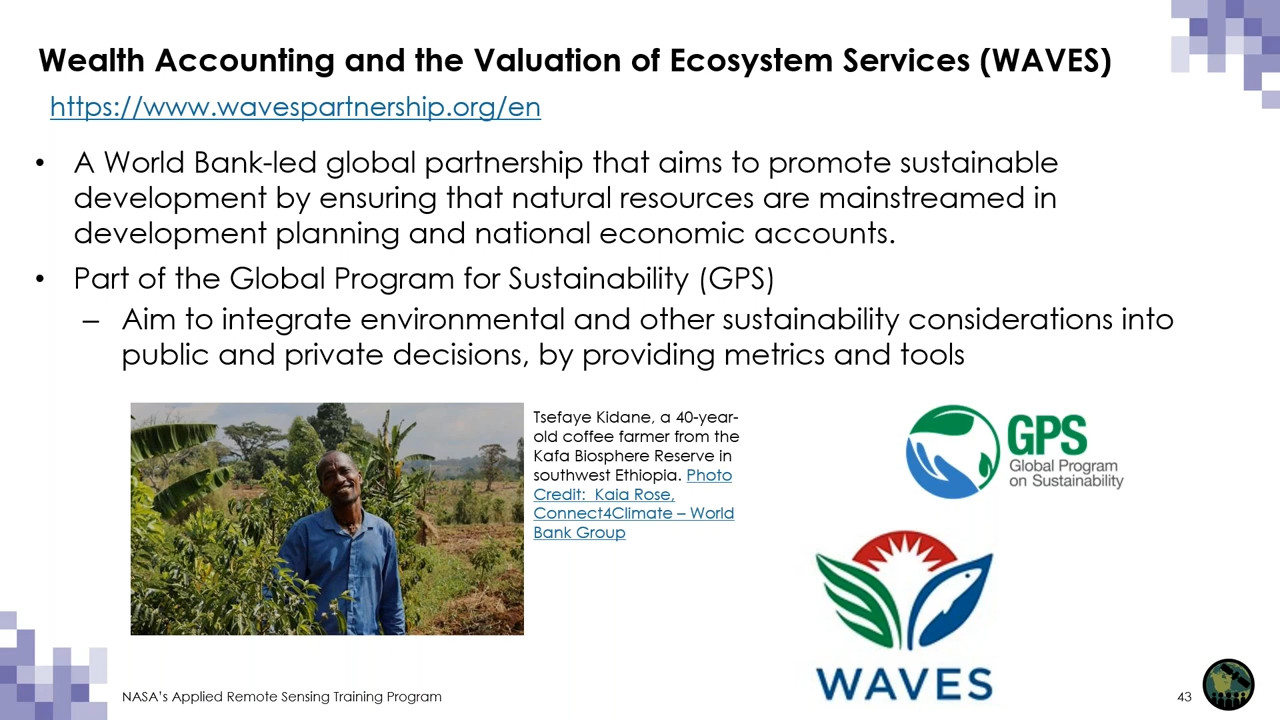 Wealth Accounting and the Valuation of Ecosystem Services (WAVES)
https://www.wavespartnership.org/en
• A World Bank-led global partnership that aims to promote sustainable
development by ensuring that natural resources are mainstreamed in
development planning and national economic accounts.
• Part of the Global Program for Sustainability (GPS)
– Aim to integrate environmental and other sustainability considerations into
public and private decisions, by providing metrics and tools
Tsefaye Kidane, a 40-year-
old coffee farmer from the
Kafa Biosphere Reserve in
southwest Ethiopia. Photo
Credit: Kaia Rose,
Connect4Climate – World
Bank Group
GPS
Global Program
on Sustainability
WAVES
NASA's Applied Remote Sensing Training Program
43